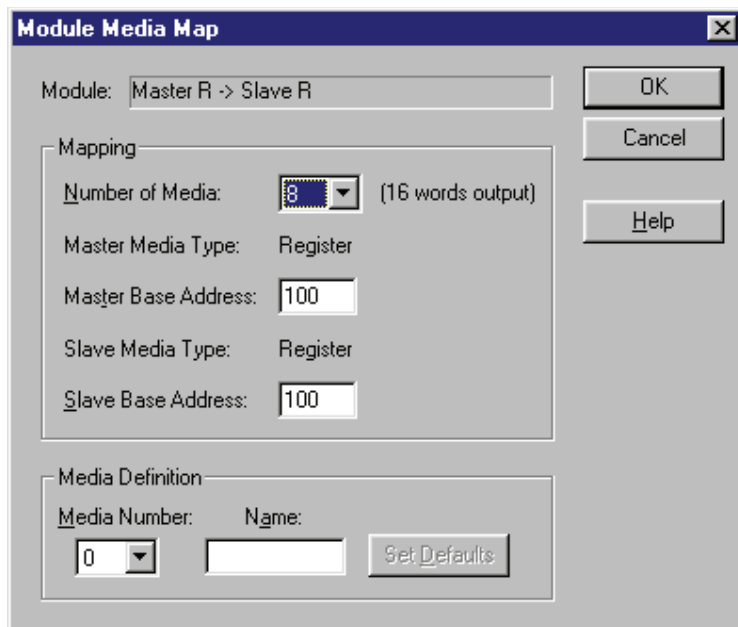 Module Media Map
Module: Master R -> Slave R
OK
Cancel
Help
Mapping
Number of Media: 8 (16 words output)
Master Media Type: Register
Master Base Address: 100
Slave Media Type: Register
Slave Base Address: 100
Media Definition
Media Number: Name:
0 Set Defaults